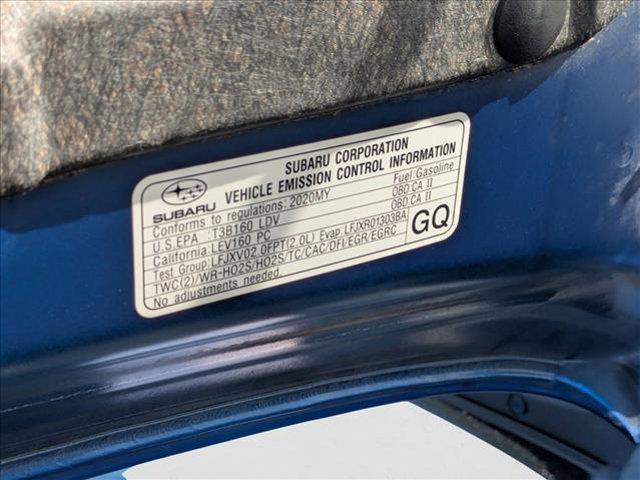 SUBARU CORPORATION
SUBARU VEHICLE EMISSION CONTROL INFORMATION
Conforms to regulations: 2020MY Fuel:Gasoline
U.S.EPA :T3B160 LDV OBD:CA II
California:LEV160 PC OBD:CA II
Test Group:LFJXV02.0FPT(2.0L) Evap:LFJXR01303BA
TWC(2)/WR-HO2S/HO2S/TC/CAC/DFI/EGR/EGRC
No adjustments needed.
GQ